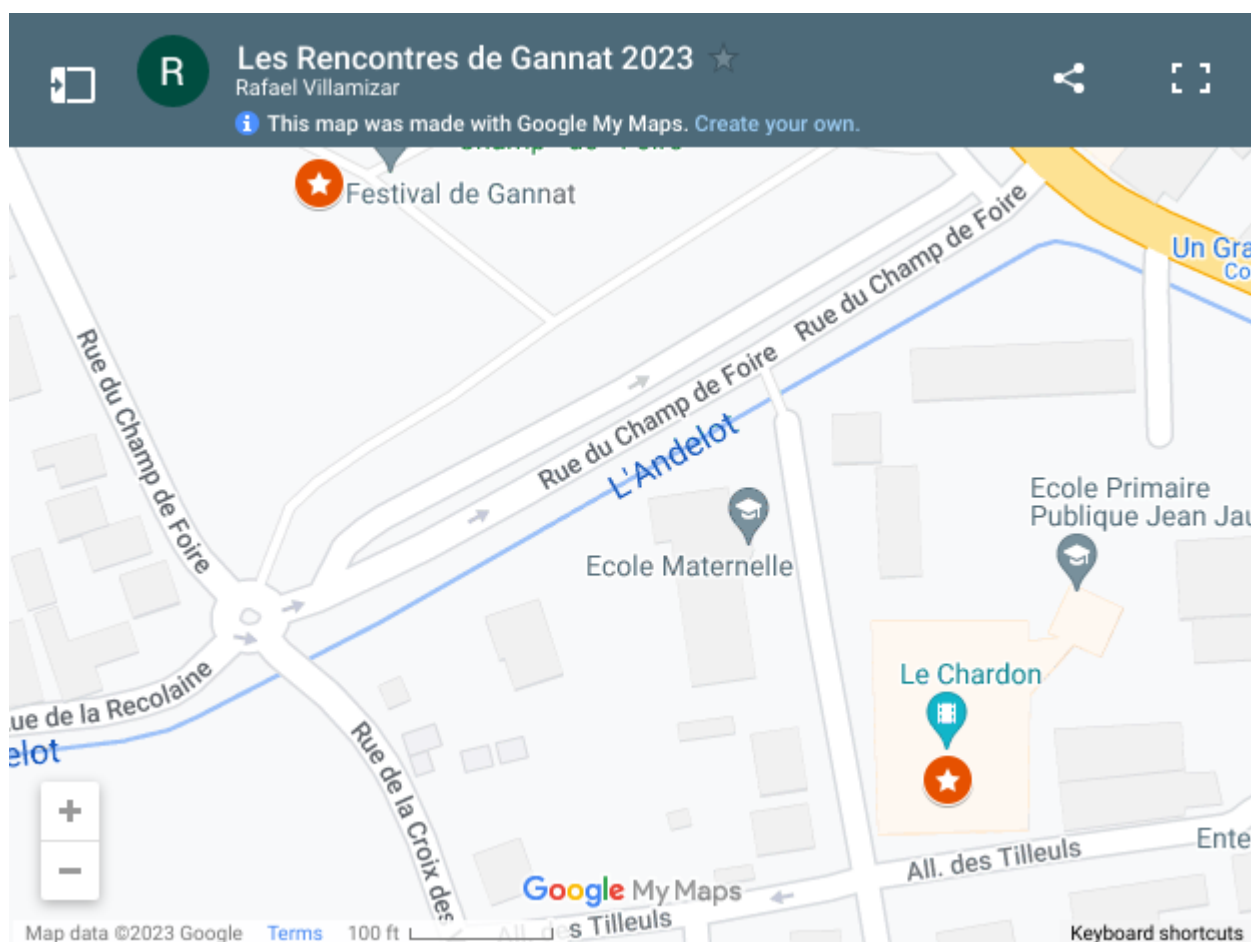 R
Les Rencontres de Gannat 2023
Rafael Villamizar
This map was made with Google My Maps. Create your own.
Champ de Foire
Festival de Gannat
Un Gra
Co
Rue du Champ de Foire
Rue du Champ de Foire
Rue du Champ de Foire
L'Andelot
Ecole Primaire
Publique Jean Jau
Ecole Maternelle
Le Chardon
ue de la Recolaine
elot
Rue de la Croix des
+
−
Ente
All. des Tilleuls
Google My Maps
All. des Tilleuls
Map data ©2023 Google Terms 100 ft
Keyboard shortcuts